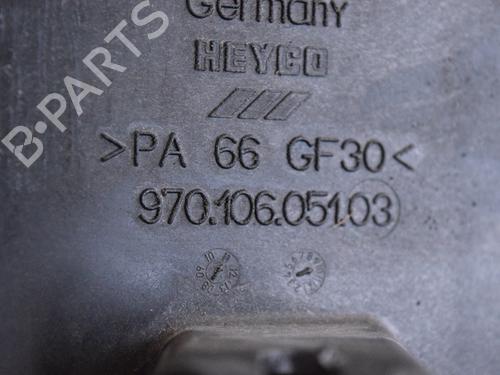 Germany
HEYCO
>PA 66 GF30<
970.106.051.03
B-PARTS